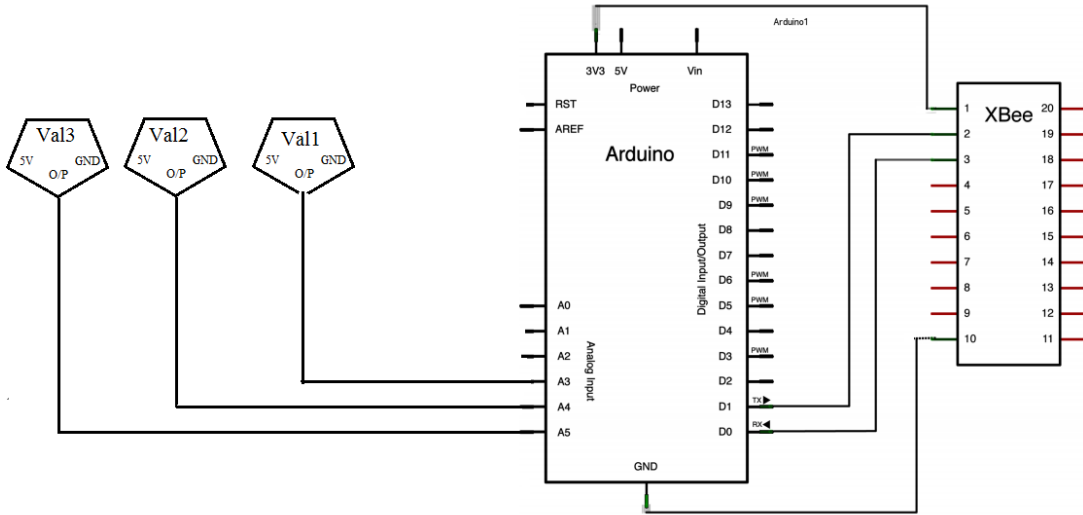 Arduino1
3V3 5V Vin
Power
RST
AREF
Arduino
A0
A1
A2
A3
A4
A5
Analog Input
Digital Input/Output
D13
D12
D11 PWM
D10 PWM
D9 PWM
D8
D7
D6 PWM
D5 PWM
D4
D3 PWM
D2
D1 TX
D0 RX
GND
Val3
5V GND
O/P
Val2
5V GND
O/P
Val1
5V GND
O/P
XBee
1 20
2 19
3 18
4 17
5 16
6 15
7 14
8 13
9 12
10 11